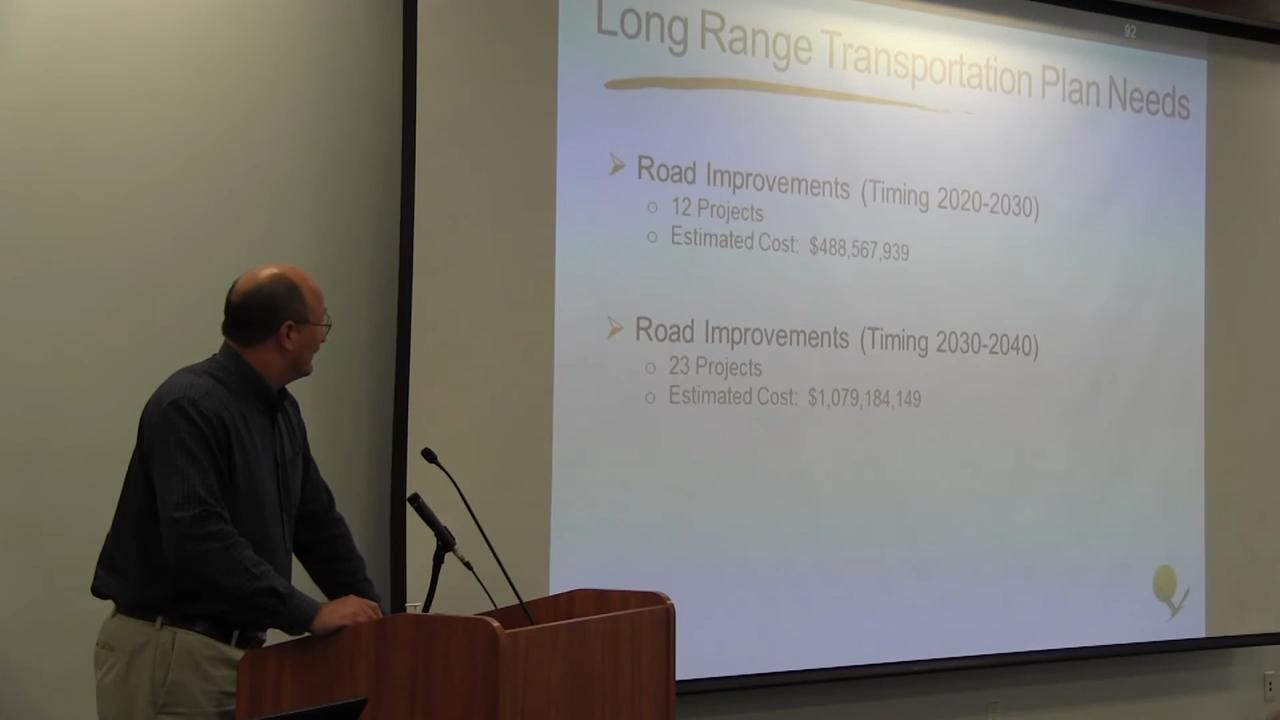 92
Long Range Transportation Plan Needs
Road Improvements (Timing 2020-2030)
12 Projects
Estimated Cost: $488,567,939
Road Improvements (Timing 2030-2040)
23 Projects
Estimated Cost: $1,079,184,149